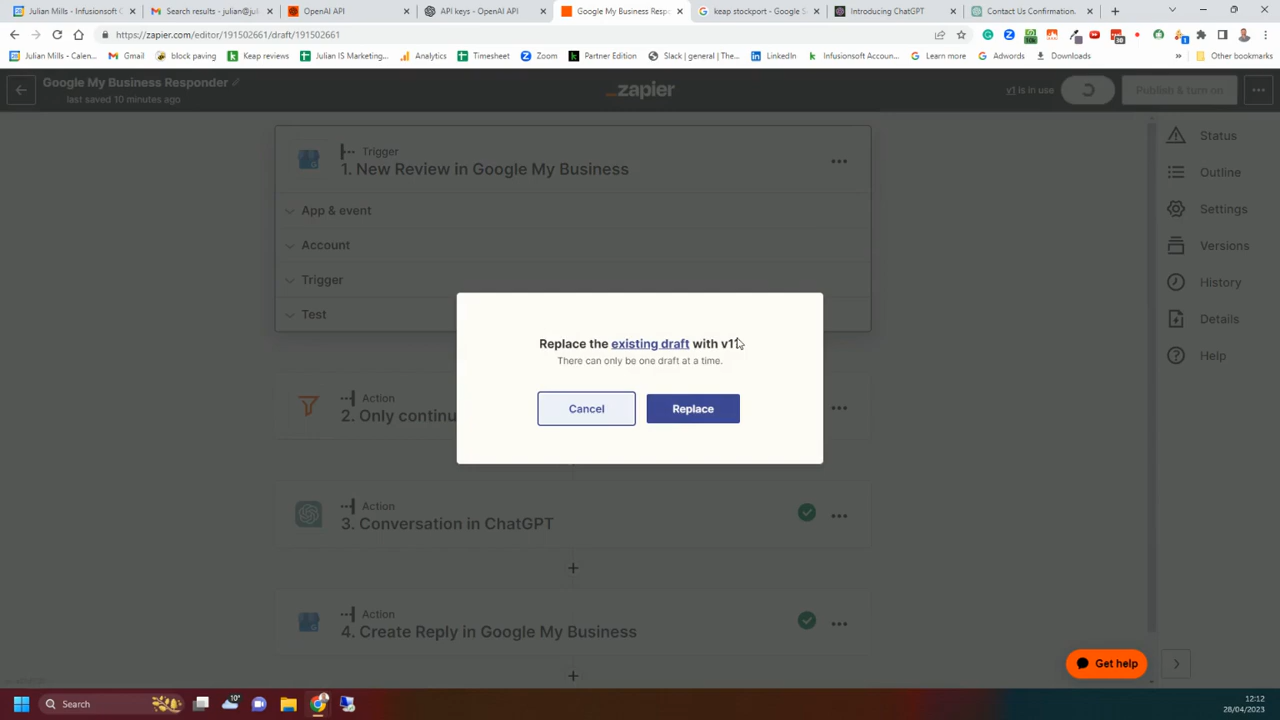 Julian Mills - Infusionsoft C
Search results - julian@juli
OpenAI API
API keys - OpenAI API
Google My Business Respo
keap stockport - Google S
Introducing ChatGPT
Contact Us Confirmation.
https://zapier.com/editor/191502661/draft/191502661
Julian Mills - Calen...
Gmail
block paving
Keap reviews
Julian IS Marketing...
Analytics
Timesheet
Zoom
Partner Edition
Slack | general | The...
LinkedIn
Infusionsoft Accoun...
Learn more
Adwords
Downloads
Other bookmarks
Google My Business Responder
last saved 10 minutes ago
zapier
v1 is in use
Publish & turn on
Trigger
1. New Review in Google My Business
App & event
Account
Trigger
Test
Status
Outline
Settings
Versions
History
Details
Help
Replace the existing draft with v1?
There can only be one draft at a time.
Cancel
Replace
Action
2. Only continu
Action
3. Conversation in ChatGPT
Action
4. Create Reply in Google My Business
Get help
Search
10°
12:12
28/04/2023